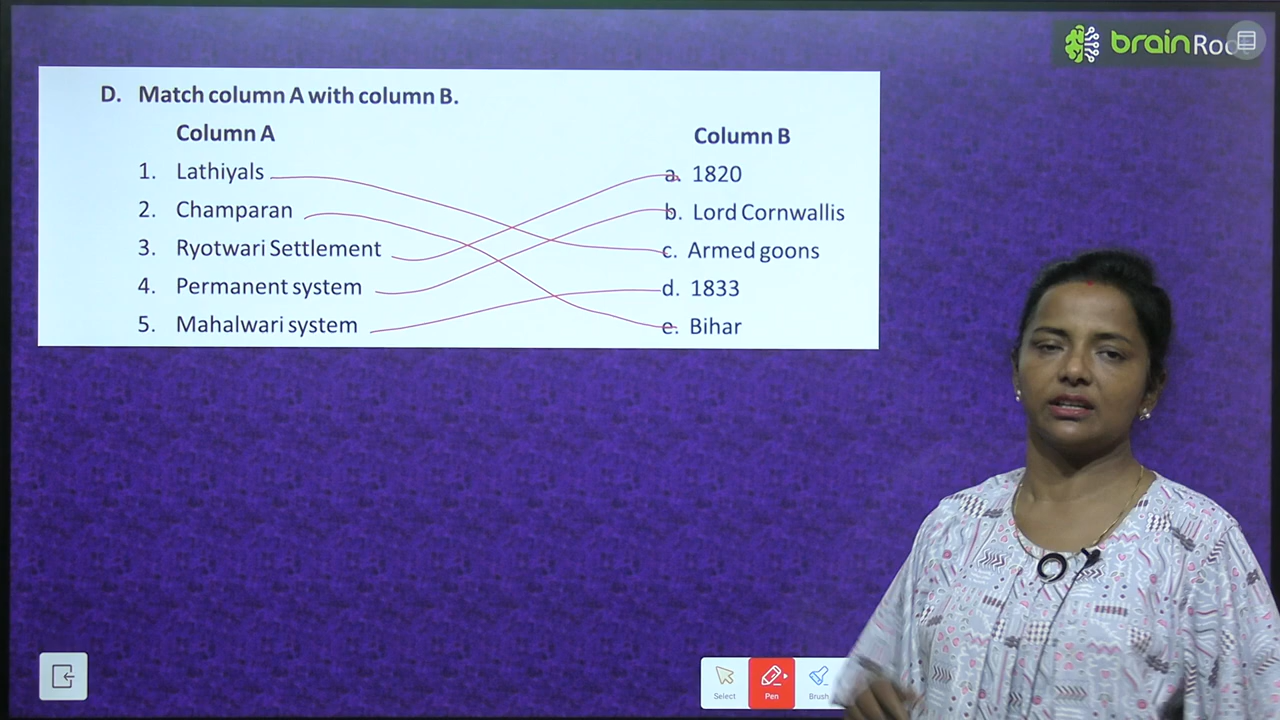 brainRoot
D. Match column A with column B.
Column A Column B
1. Lathiyals a. 1820
2. Champaran b. Lord Cornwallis
3. Ryotwari Settlement c. Armed goons
4. Permanent system d. 1833
5. Mahalwari system e. Bihar
Select Pen Brush